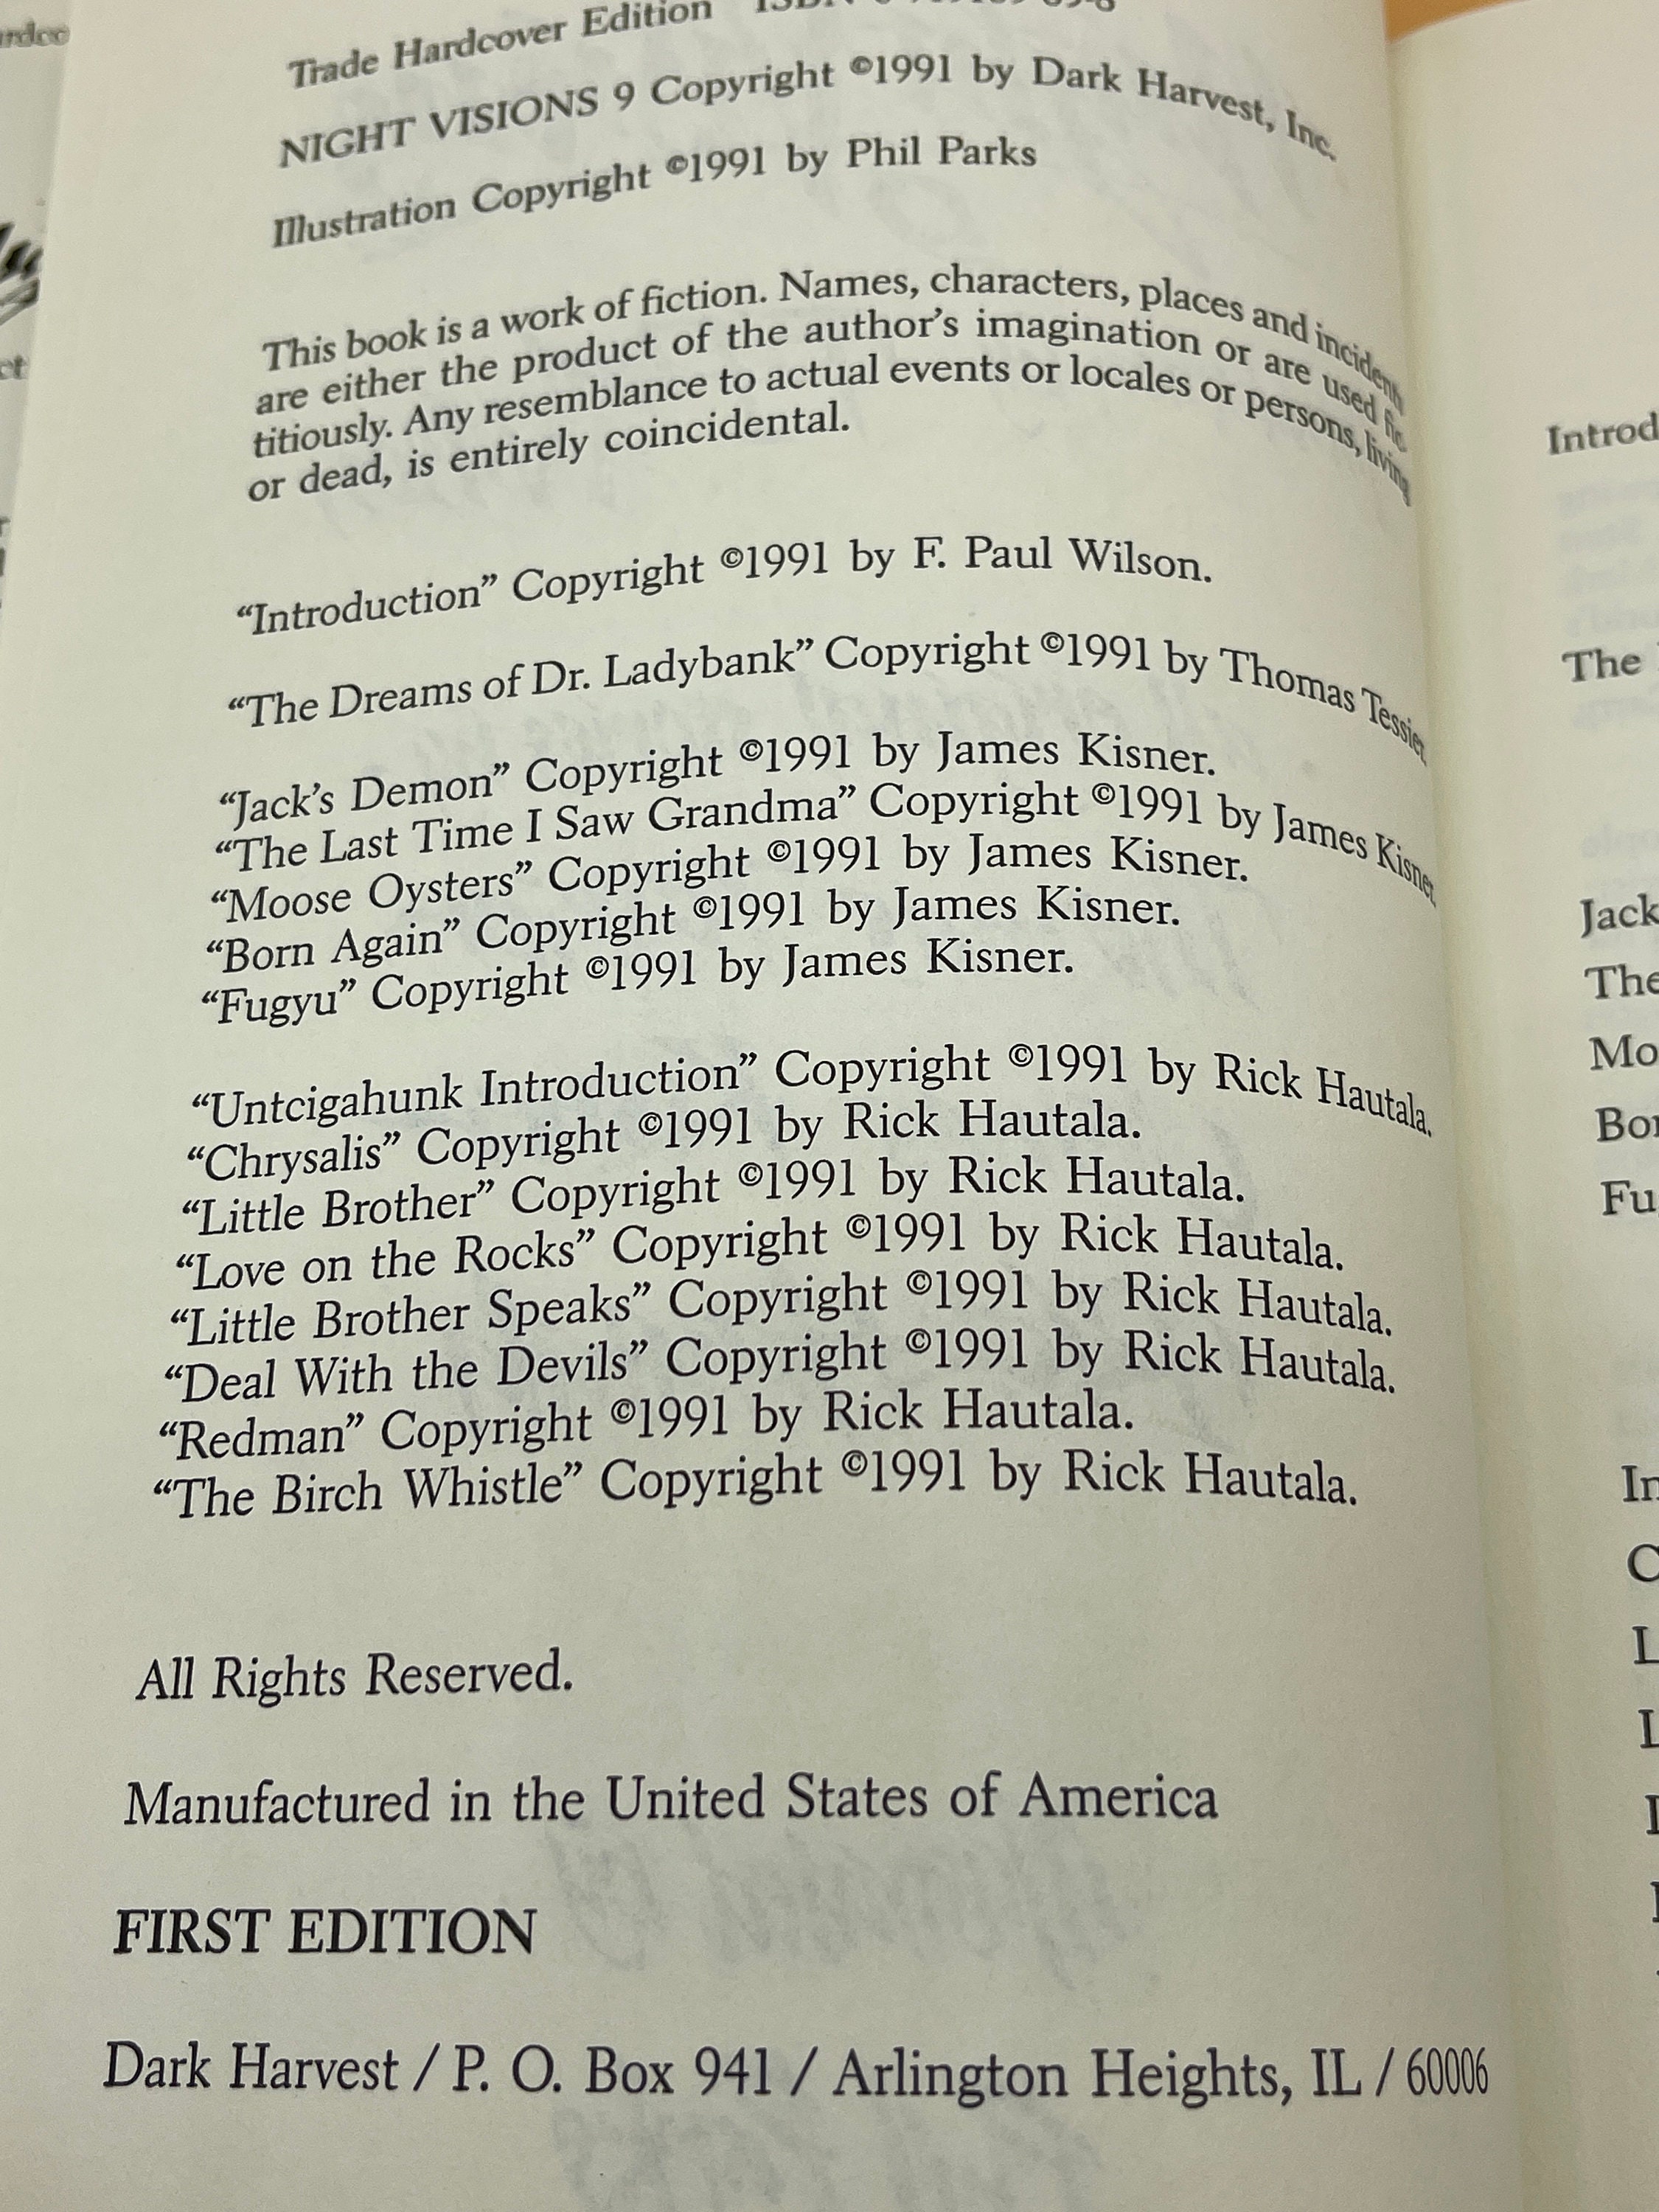 Trade Hardcover Edition
NIGHT VISIONS 9 Copyright ©1991 by Dark Harvest, Inc.
Illustration Copyright ©1991 by Phil Parks
This book is a work of fiction. Names, characters, places and incidents
are either the product of the author's imagination or are used fic-
titiously. Any resemblance to actual events or locales or persons, living
or dead, is entirely coincidental.
“Introduction” Copyright ©1991 by F. Paul Wilson.
“The Dreams of Dr. Ladybank” Copyright ©1991 by Thomas Tessier.
“Jack's Demon” Copyright ©1991 by James Kisner.
“The Last Time I Saw Grandma” Copyright ©1991 by James Kisner.
“Moose Oysters” Copyright ©1991 by James Kisner.
“Born Again” Copyright ©1991 by James Kisner.
“Fugyu” Copyright ©1991 by James Kisner.
“Untcigahunk Introduction” Copyright ©1991 by Rick Hautala.
“Chrysalis” Copyright ©1991 by Rick Hautala.
“Little Brother” Copyright ©1991 by Rick Hautala.
“Love on the Rocks” Copyright ©1991 by Rick Hautala.
“Little Brother Speaks” Copyright ©1991 by Rick Hautala.
“Deal With the Devils” Copyright ©1991 by Rick Hautala.
“Redman” Copyright ©1991 by Rick Hautala.
“The Birch Whistle” Copyright ©1991 by Rick Hautala.
All Rights Reserved.
Manufactured in the United States of America
FIRST EDITION
Dark Harvest / P. O. Box 941 / Arlington Heights, IL / 60006
Introd
The
Jack
The
Mo
Bor
Fu
In
C
L
L